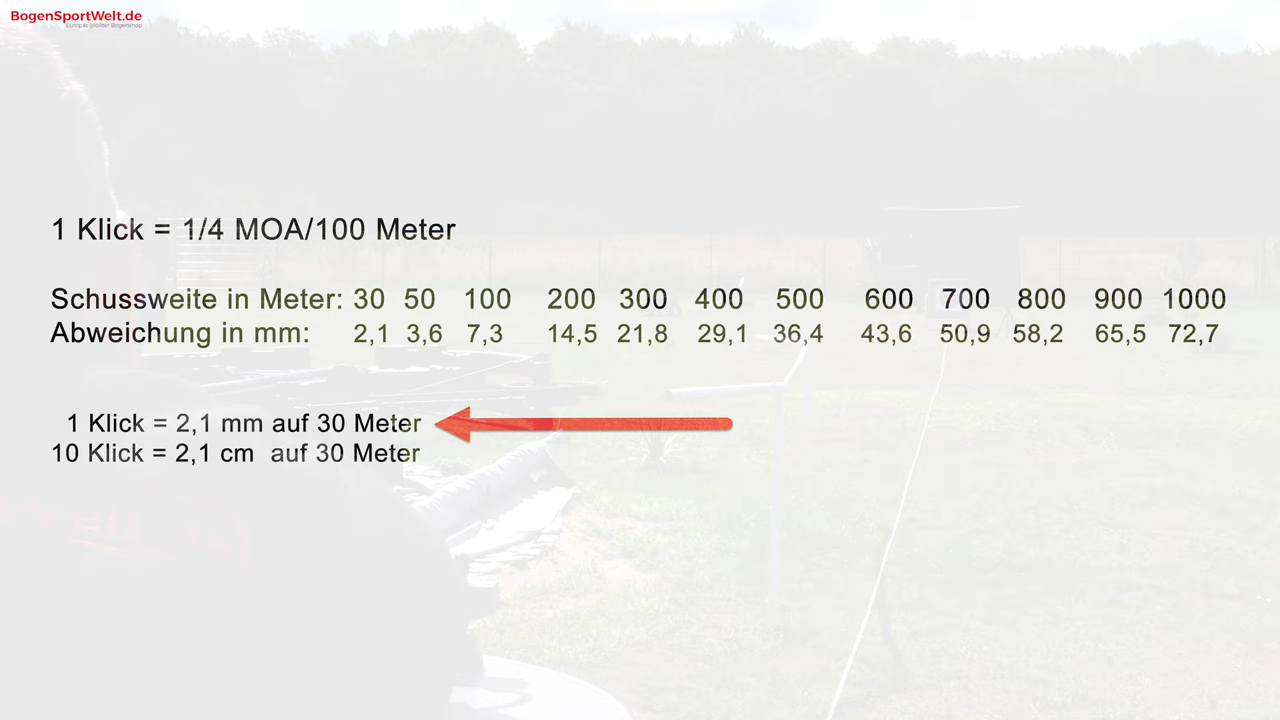 BogenSportWelt.de
Europas größter Bogenshop
1 Klick = 1/4 MOA/100 Meter
Schussweite in Meter: 30 50 100 200 300 400 500 600 700 800 900 1000
Abweichung in mm: 2,1 3,6 7,3 14,5 21,8 29,1 36,4 43,6 50,9 58,2 65,5 72,7
1 Klick = 2,1 mm auf 30 Meter
10 Klick = 2,1 cm auf 30 Meter